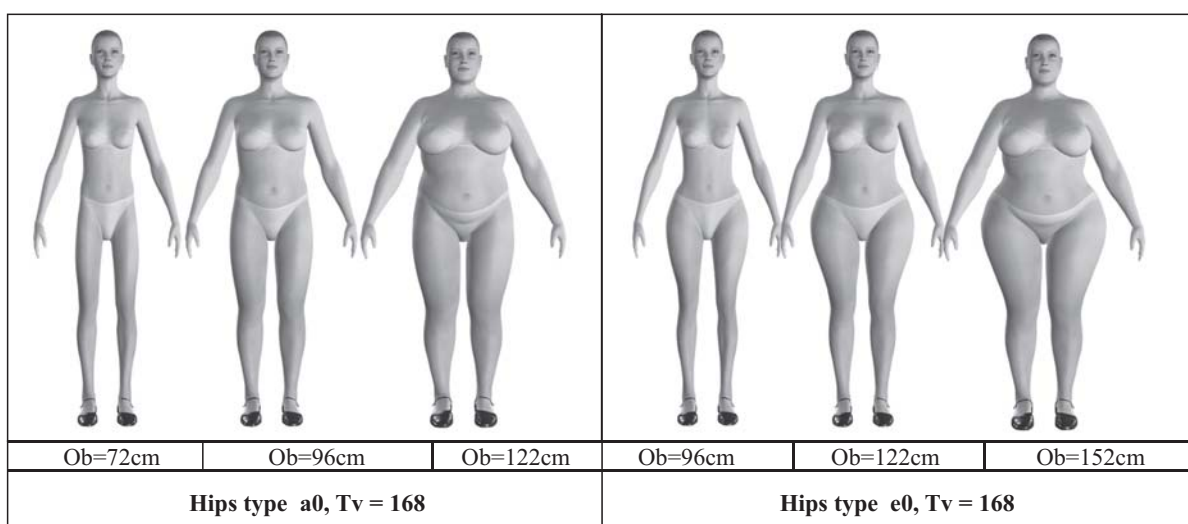 Ob=72cm Ob=96cm Ob=122cm Ob=96cm Ob=122cm Ob=152cm
Hips type a0, Tv = 168 Hips type e0, Tv = 168